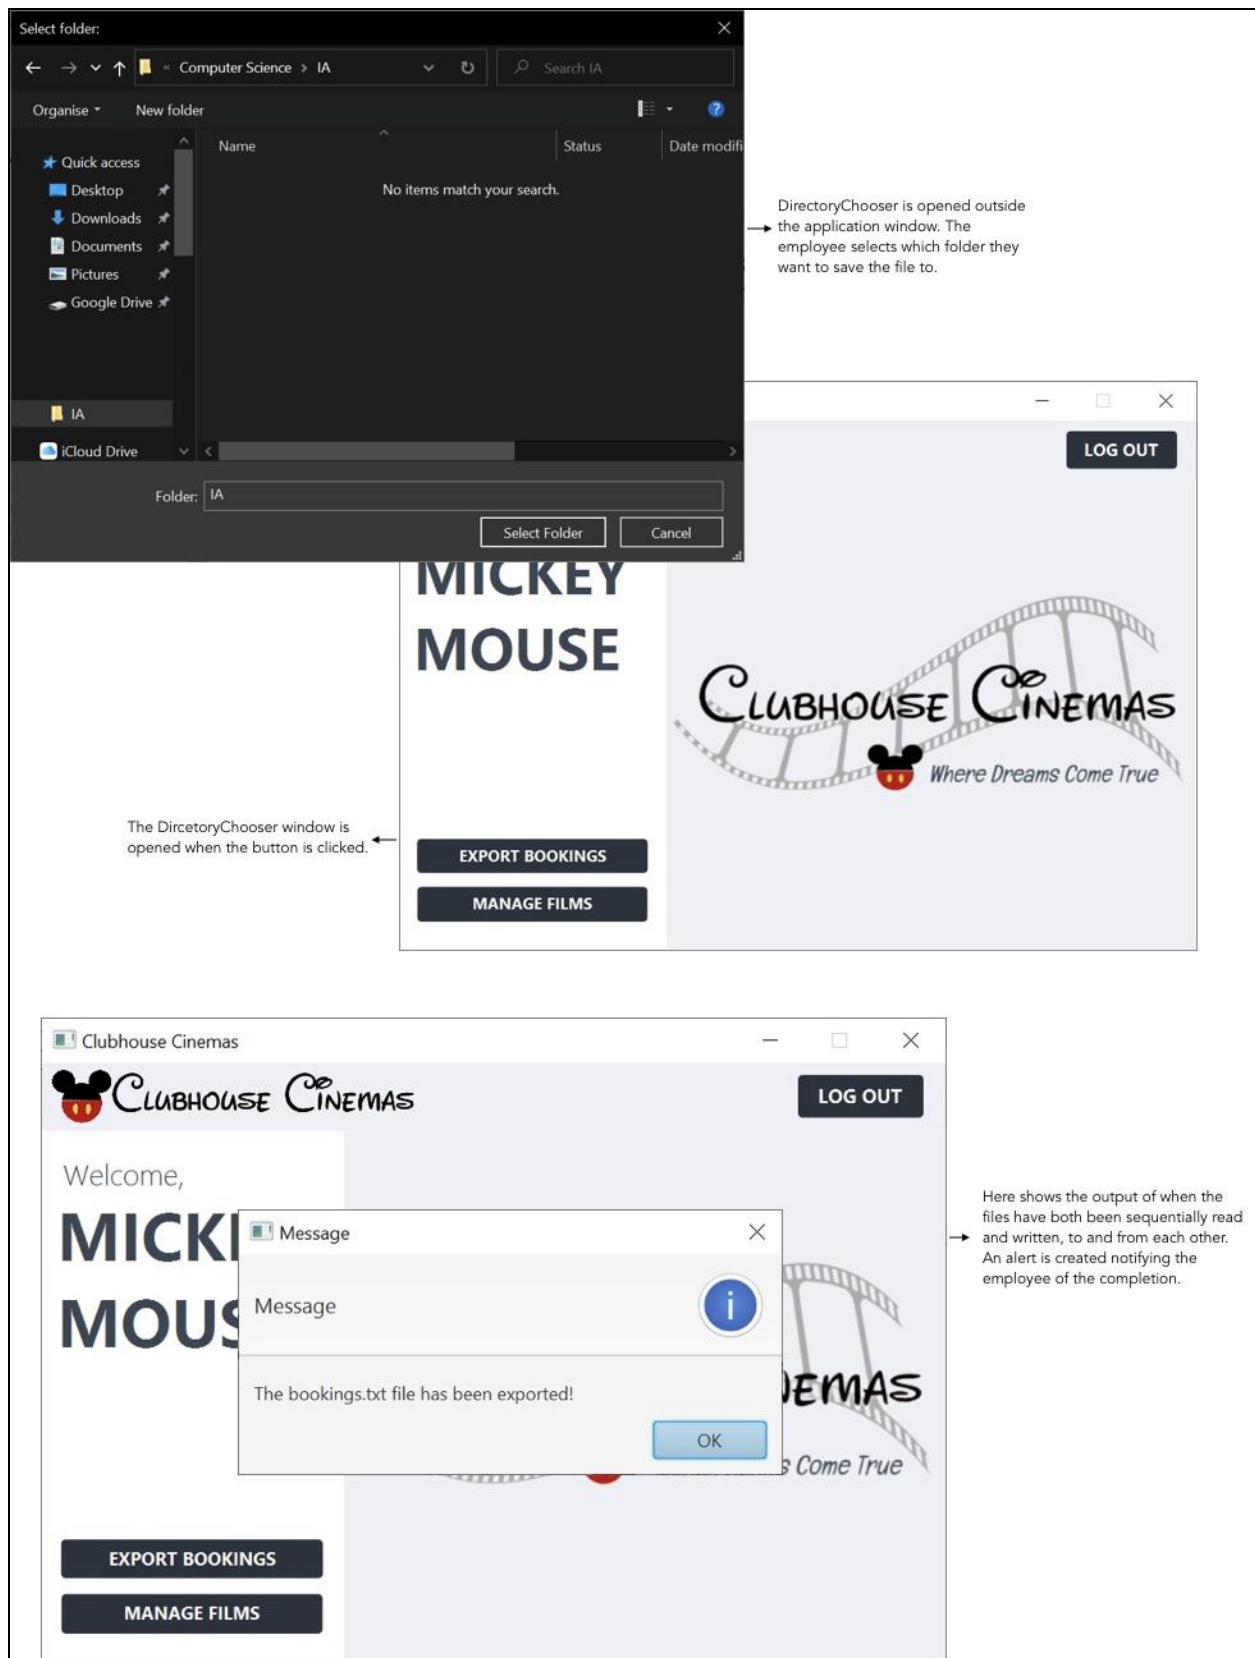 Select folder:
« Computer Science > IA
Search IA
Organise
New folder
Name
Status
Date modifi
Quick access
Desktop
Downloads
Documents
Pictures
Google Drive
IA
iCloud Drive
No items match your search.
Folder: IA
Select Folder
Cancel
DirectoryChooser is opened outside
the application window. The
employee selects which folder they
want to save the file to.
LOG OUT
MICKEY
MOUSE
CLUBHOUSE CINEMAS
Where Dreams Come True
The DircetoryChooser window is
opened when the button is clicked.
EXPORT BOOKINGS
MANAGE FILMS
Clubhouse Cinemas
CLUBHOUSE CINEMAS
LOG OUT
Welcome,
MICK
MOUS
Message
Message
i
The bookings.txt file has been exported!
OK
EMAS
s Come True
EXPORT BOOKINGS
MANAGE FILMS
Here shows the output of when the
files have both been sequentially read
and written, to and from each other.
An alert is created notifying the
employee of the completion.